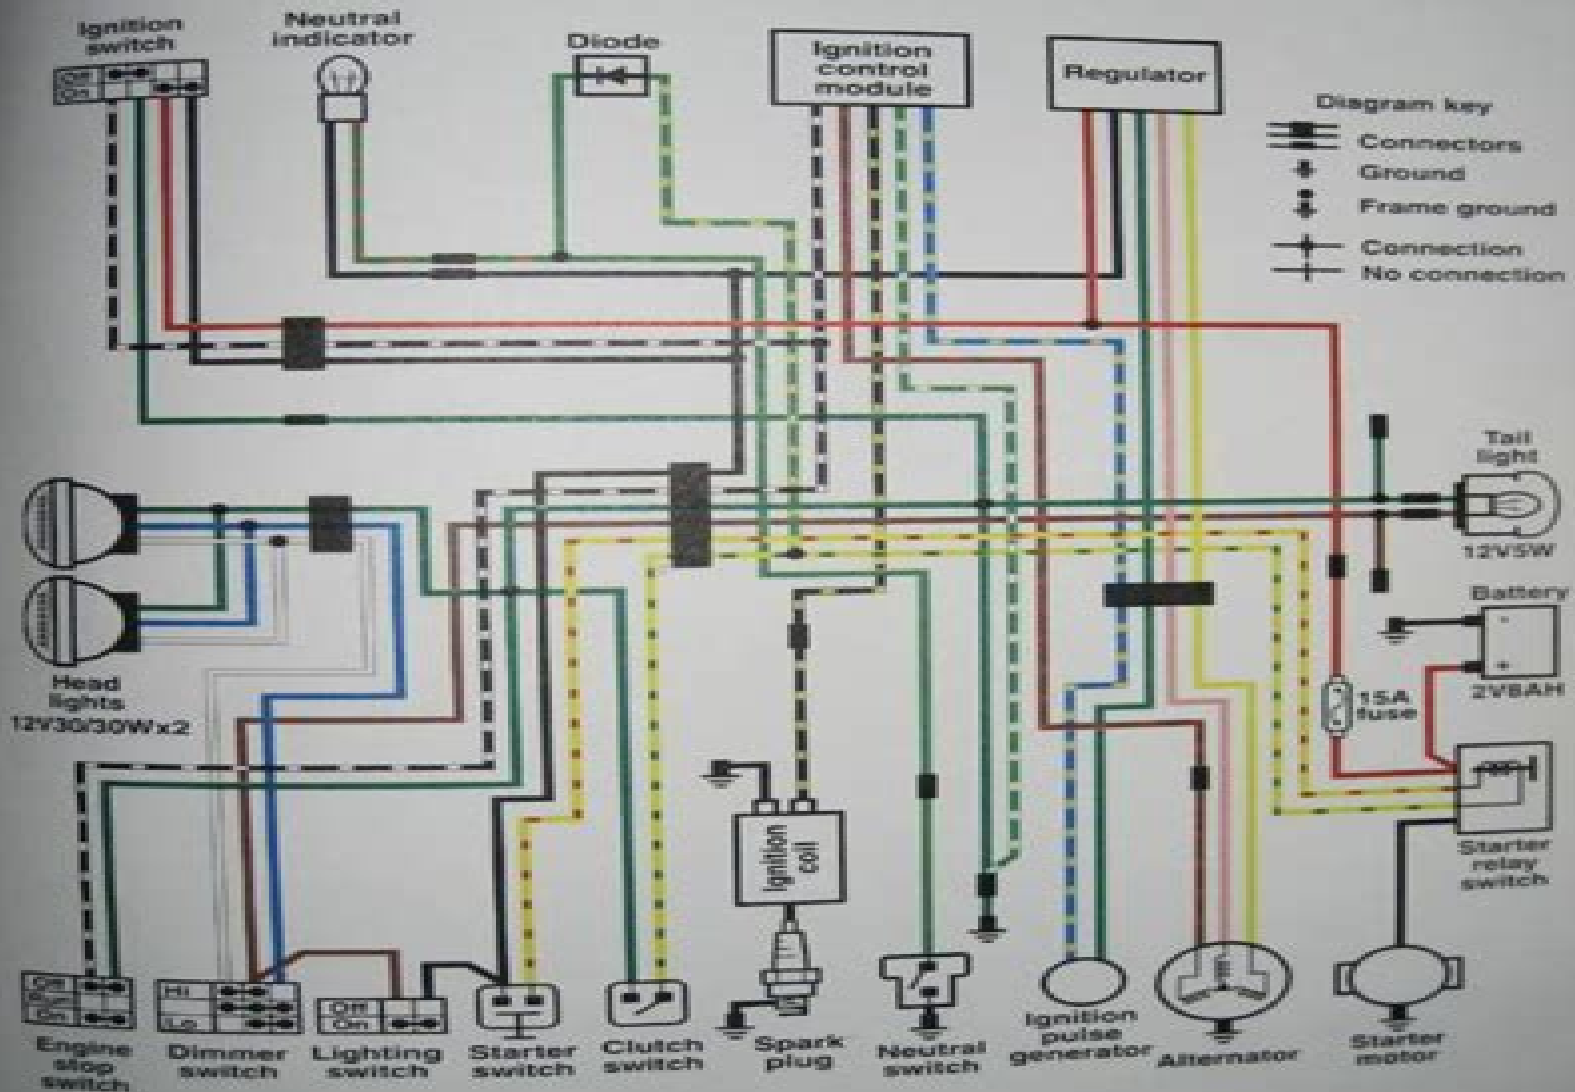 Ignition
switch
Off
On
Neutral
indicator
Diode
Ignition
control
module
Regulator
Diagram key
Connectors
Ground
Frame ground
Connection
No connection
Tail
light
12V5W
Battery
-
+
2V8AH
15A
fuse
Starter
relay
switch
Head
lights
12V30/30Wx2
Ignition
coil
Off
On
Engine
stop
switch
Hi
Lo
Dimmer
switch
Off
On
Lighting
switch
Starter
switch
Clutch
switch
Spark
plug
Neutral
switch
Ignition
pulse
generator
Alternator
Starter
motor